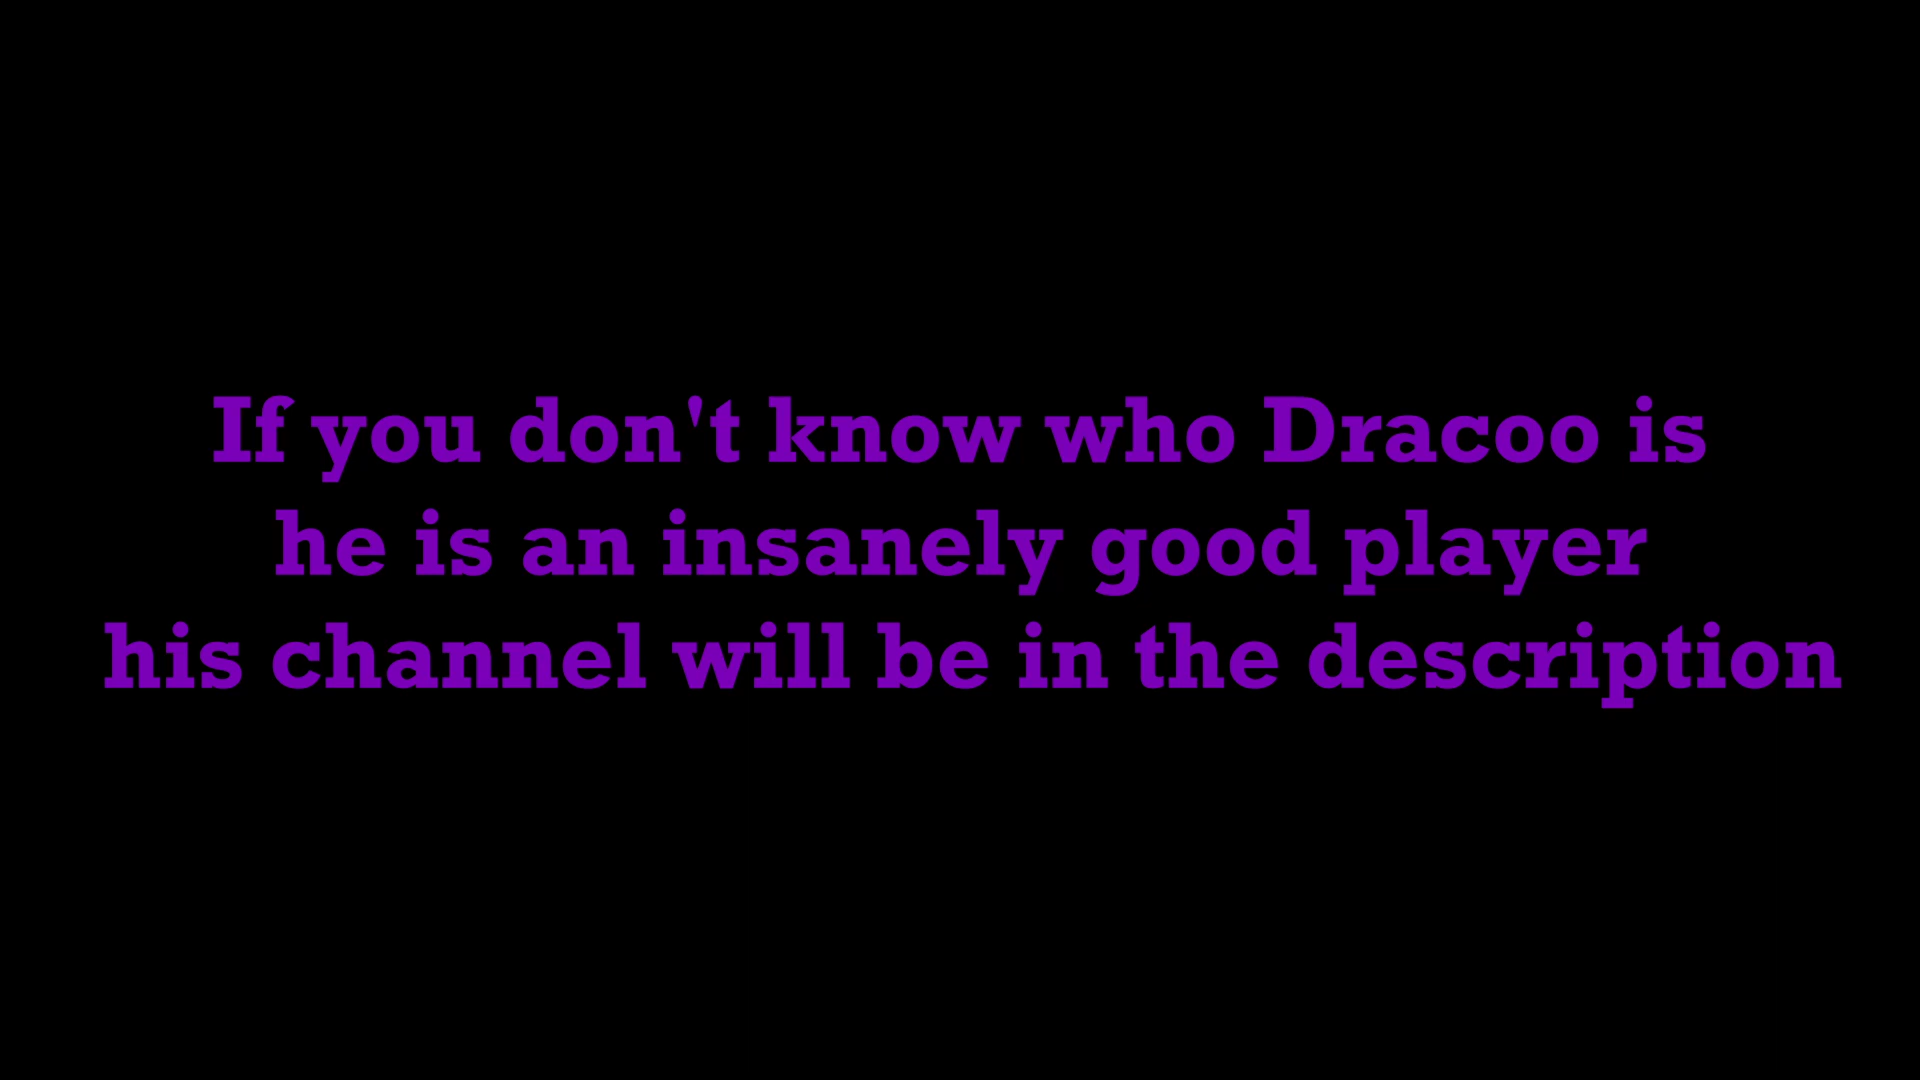 If you don't know who Dracoo is
he is an insanely good player
his channel will be in the description